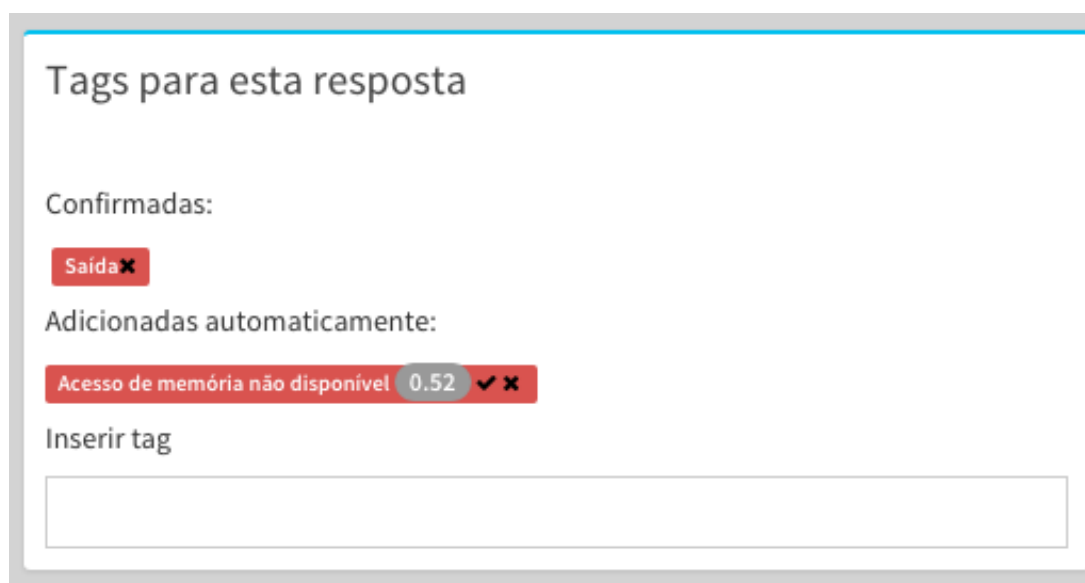 Tags para esta resposta
Confirmadas:
Saída
Adicionadas automaticamente:
Acesso de memória não disponível 0.52
Inserir tag